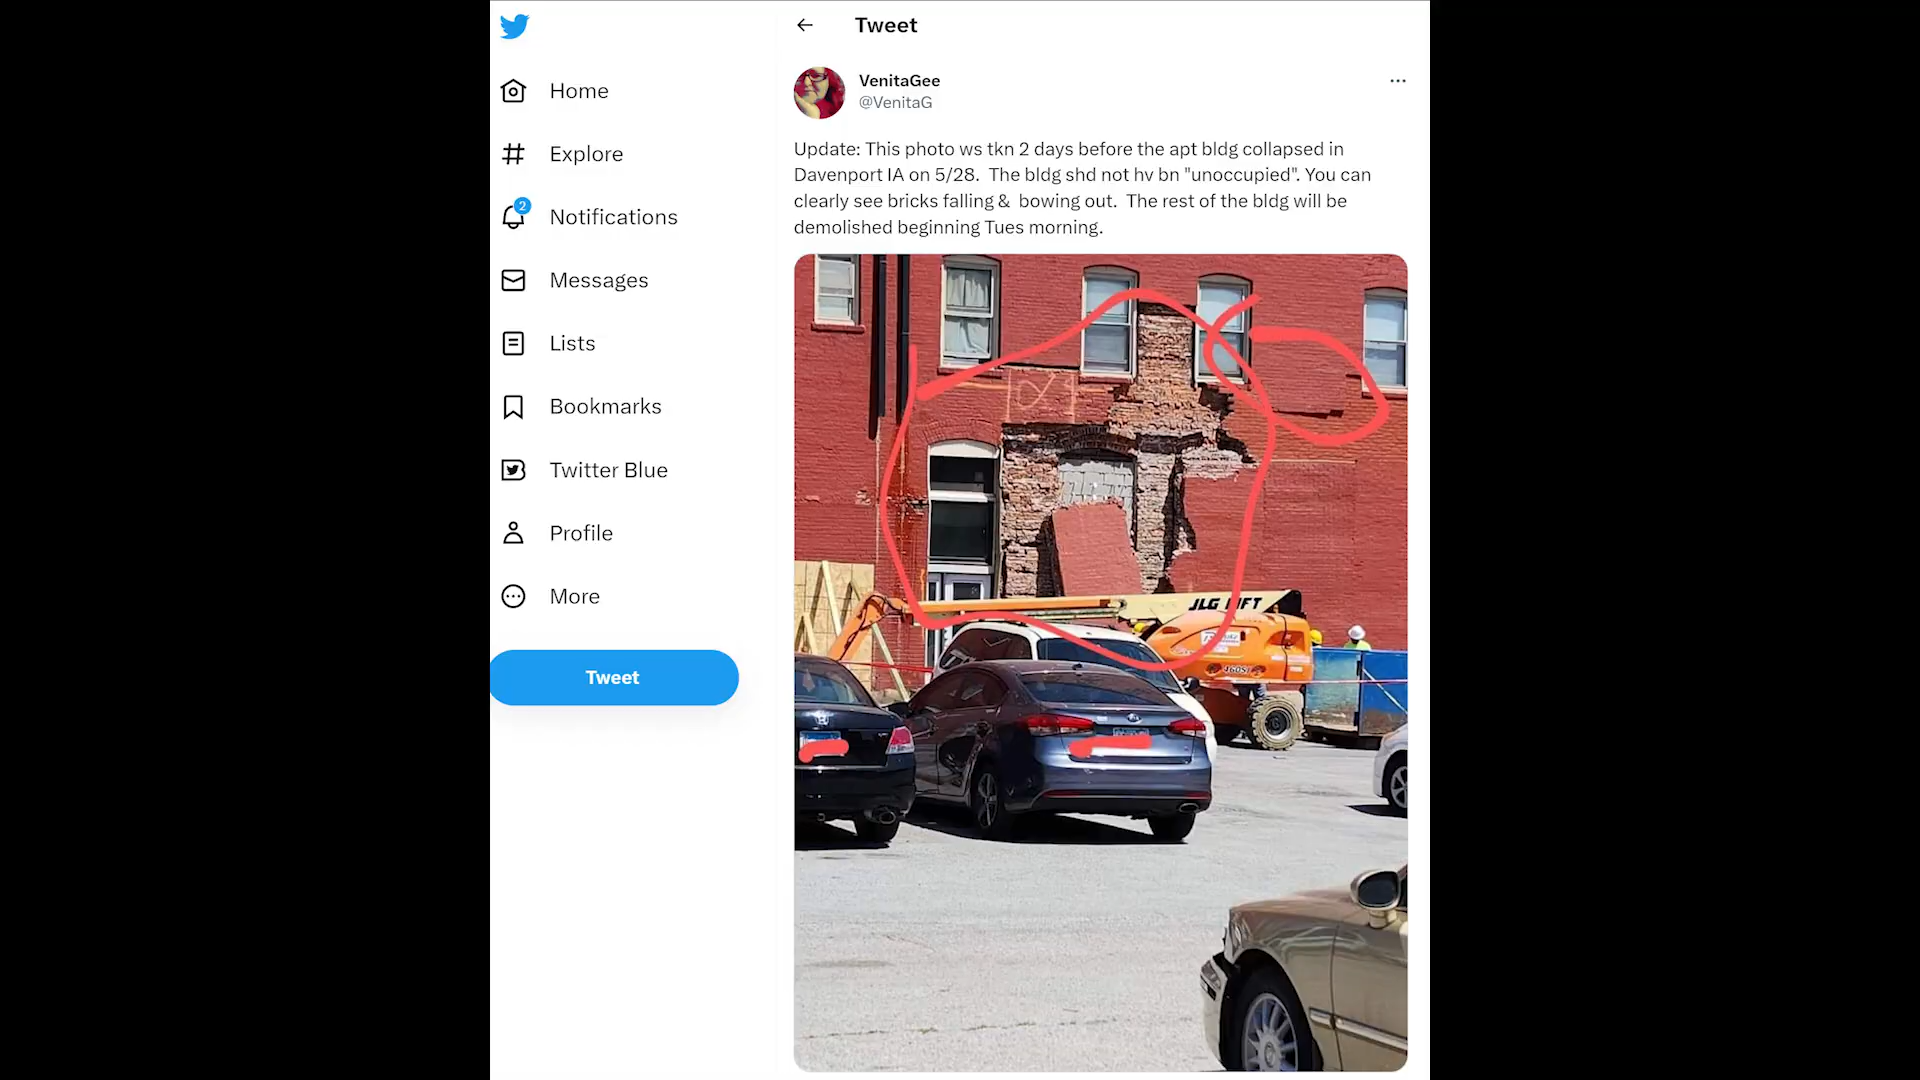 Tweet
VenitaGee
@VenitaG
Home
Explore
2
Notifications
Messages
Lists
Bookmarks
Twitter Blue
Profile
More
Tweet
Update: This photo ws tkn 2 days before the apt bldg collapsed in
Davenport IA on 5/28. The bldg shd not hv bn "unoccupied". You can
clearly see bricks falling & bowing out. The rest of the bldg will be
demolished beginning Tues morning.
JLG LIFT
460SJ